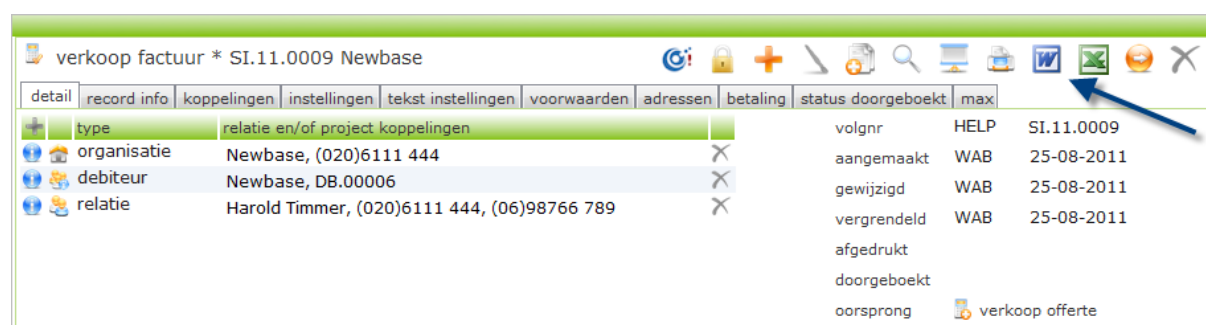 verkoop factuur * SI.11.0009 Newbase
detail record info koppelingen instellingen tekst instellingen voorwaarden adressen betaling status doorgeboekt max
type relatie en/of project koppelingen
organisatie Newbase, (020)6111 444
debiteur Newbase, DB.00006
relatie Harold Timmer, (020)6111 444, (06)98766 789
volgnr HELP SI.11.0009
aangemaakt WAB 25-08-2011
gewijzigd WAB 25-08-2011
vergrendeld WAB 25-08-2011
afgedrukt
doorgeboekt
oorsprong verkoop offerte